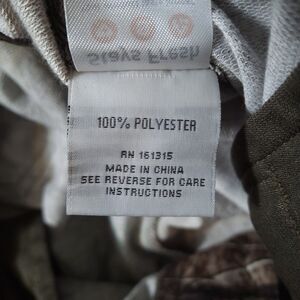 Stays Fresh
100% POLYESTER
RN 161315
MADE IN CHINA
SEE REVERSE FOR CARE
INSTRUCTIONS